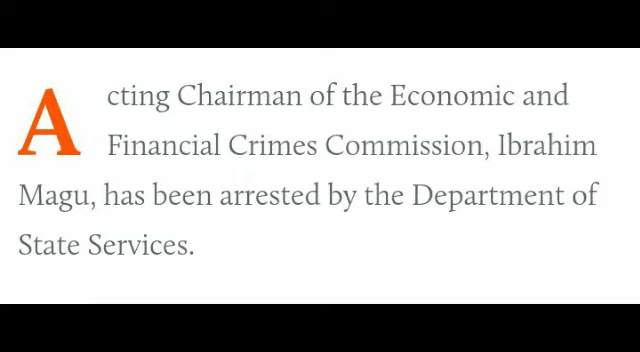 Acting Chairman of the Economic and
Financial Crimes Commission, Ibrahim
Magu, has been arrested by the Department of
State Services.